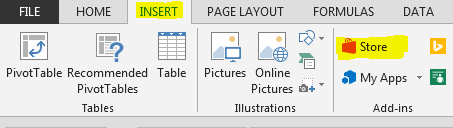 FILE HOME INSERT PAGE LAYOUT FORMULAS DATA
PivotTable Recommended PivotTables Table Pictures Online Pictures Store
My Apps
Tables Illustrations Add-ins